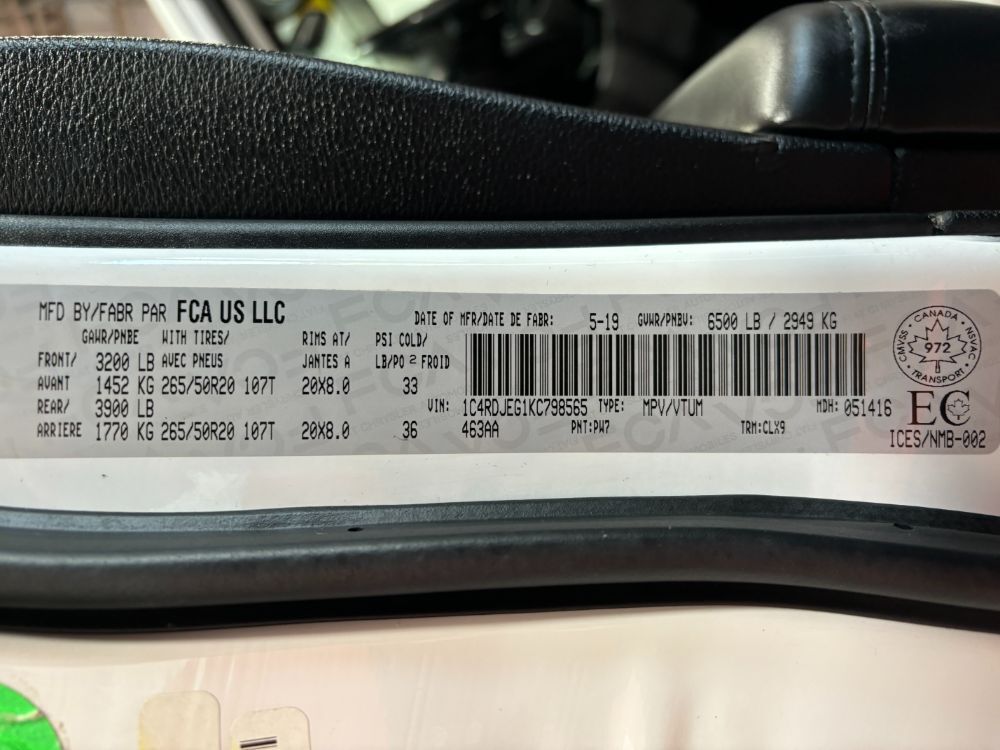 MFD BY/FABR PAR FCA US LLC
DATE OF MFR/DATE DE FABR: 5-19 GVWR/PNBV: 6500 LB / 2949 KG
GAWR/PNBE WITH TIRES/ RIMS AT/ PSI COLD/
FRONT/ 3200 LB AVEC PNEUS JANTES A LB/PO 2 FROID
AVANT 1452 KG 265/50R20 107T 20X8.0 33
REAR/ 3900 LB
ARRIERE 1770 KG 265/50R20 107T 20X8.0 36
VIN: 1C4RDJEG1KC798565 TYPE: MPV/VTUM MDH: 051416
463AA PNT:PW7 TRM:CLX9
CANADA
CMVSS 972 NSVAC
TRANSPORT
EC
ICES/NMB-002